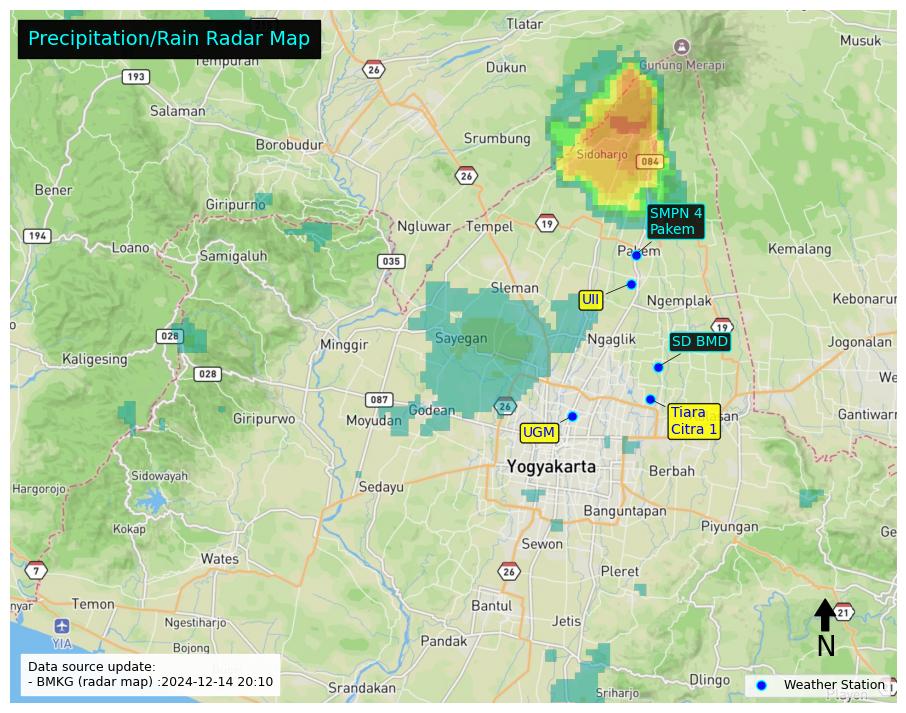 Precipitation/Rain Radar Map
Tlatar
Musuk
26
193
Dukun
Gunung Merapi
Salaman
Borobudur
Srumbung
Sidoharjo
084
Bener
26
Giripurno
SMPN 4
Pakem
194
Ngluwar
Tempel
19
Loano
Samigaluh
035
Kemalang
Sleman
UII
Ngemplak
19
028
Sayegan
Ngaglik
SD BMD
Jogonalan
Kaligesing
Minggir
028
087
Godean
26
Tiara
Citra 1
Giripurwo
Moyudan
UGM
Yogyakarta
Berbah
Sidowayah
Hargorojo
Sedayu
Banguntapan
Kokap
Piyungan
Sewon
Wates
7
26
Pleret
Temon
Bantul
21
Ngestiharjo
Jetis
YIA
Bojong
Pandak
N
Data source update:
- BMKG (radar map) :2024-12-14 20:10
Srandakan
Sriharjo
Dlingo
Weather Station